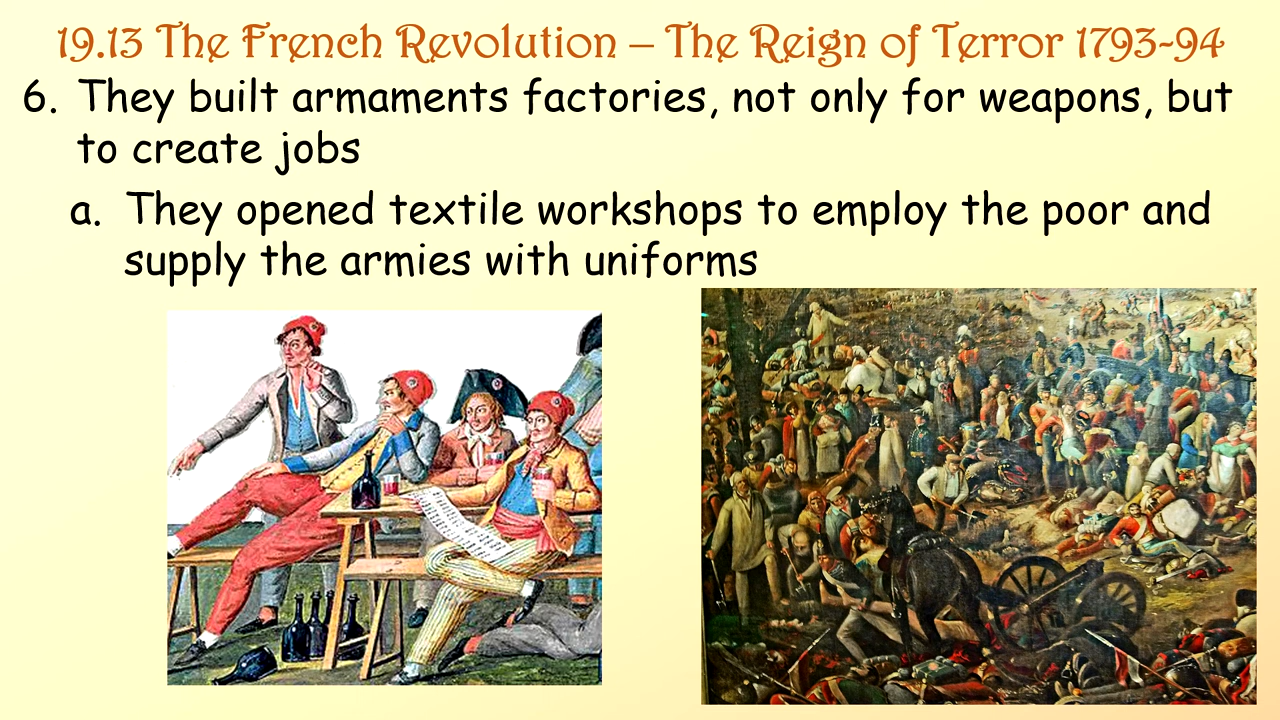 19.13 The French Revolution – The Reign of Terror 1793-94
6. They built armaments factories, not only for weapons, but
to create jobs
a. They opened textile workshops to employ the poor and
supply the armies with uniforms